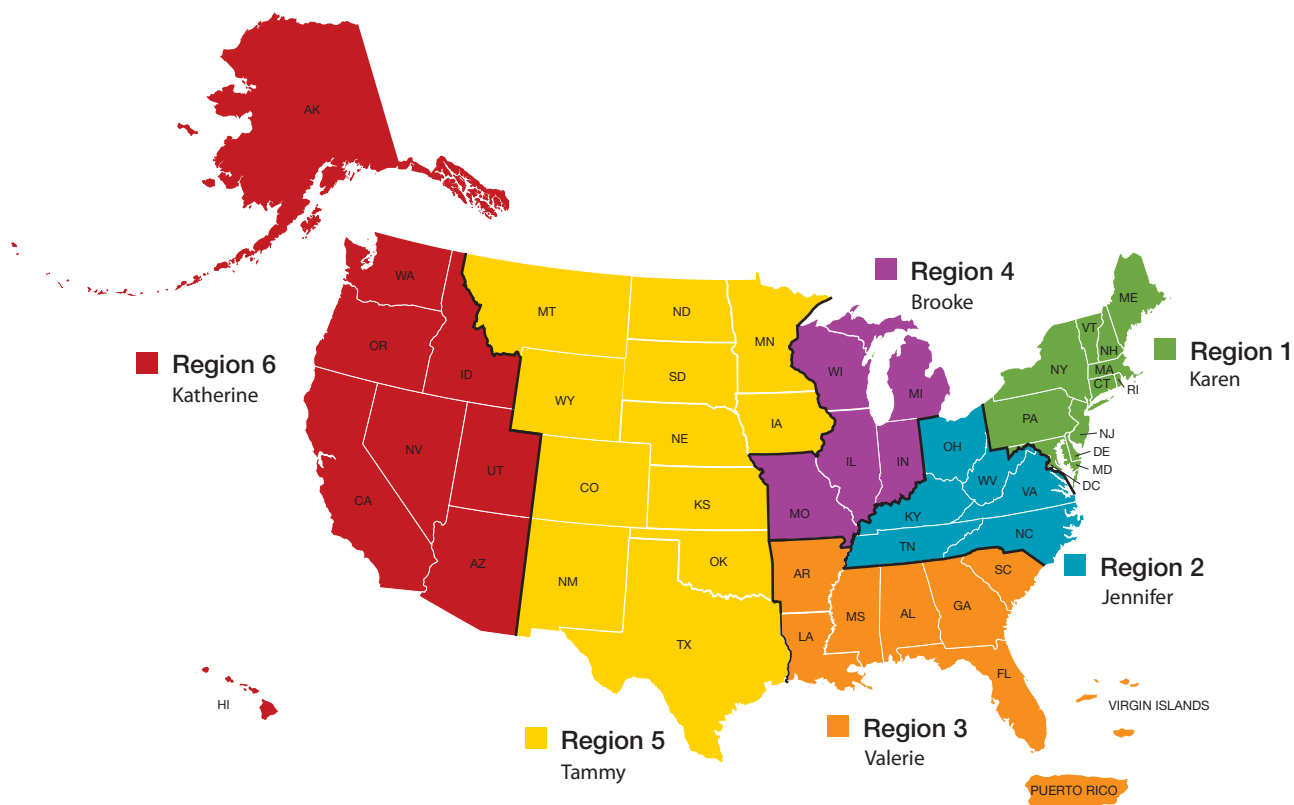 AK
WA
OR
ID
NV
UT
CA
AZ
HI
MT
ND
MN
SD
WY
NE
IA
CO
KS
NM
OK
TX
WI
MI
IL
IN
MO
OH
WV
VA
KY
TN
NC
AR
LA
MS
AL
GA
SC
FL
VIRGIN ISLANDS
PUERTO RICO
ME
VT
NH
NY
MA
CT
RI
PA
NJ
DE
MD
DC
Region 6
Katherine
Region 4
Brooke
Region 1
Karen
Region 2
Jennifer
Region 3
Valerie
Region 5
Tammy